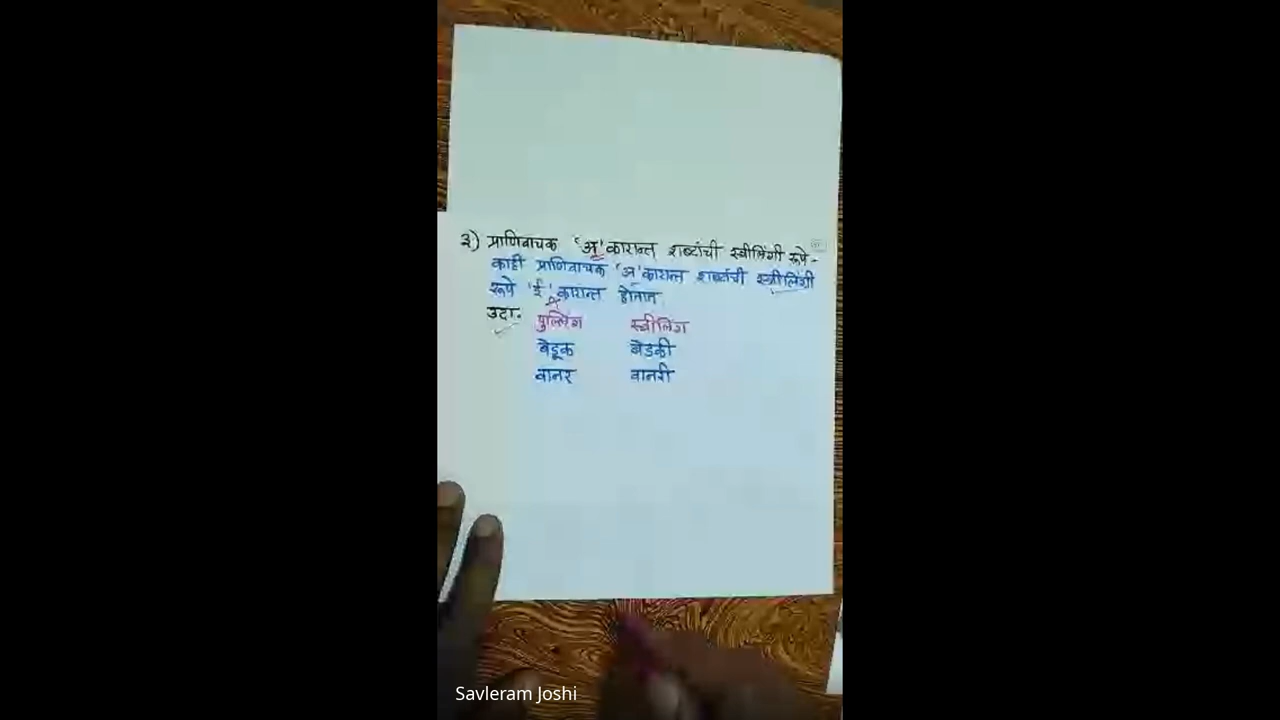 ३) प्राणिवाचक 'अ' कारान्त शब्दांची स्त्रीलिंगी रूपे -
काही प्राणिवाचक 'अ' कारान्त शब्दांची स्त्रीलिंगी
रूपे 'ई' कारान्त होतात
उदा.
पुल्लिंग स्त्रीलिंग
बेडूक बेडकी
वानर वानरी
Savleram Joshi